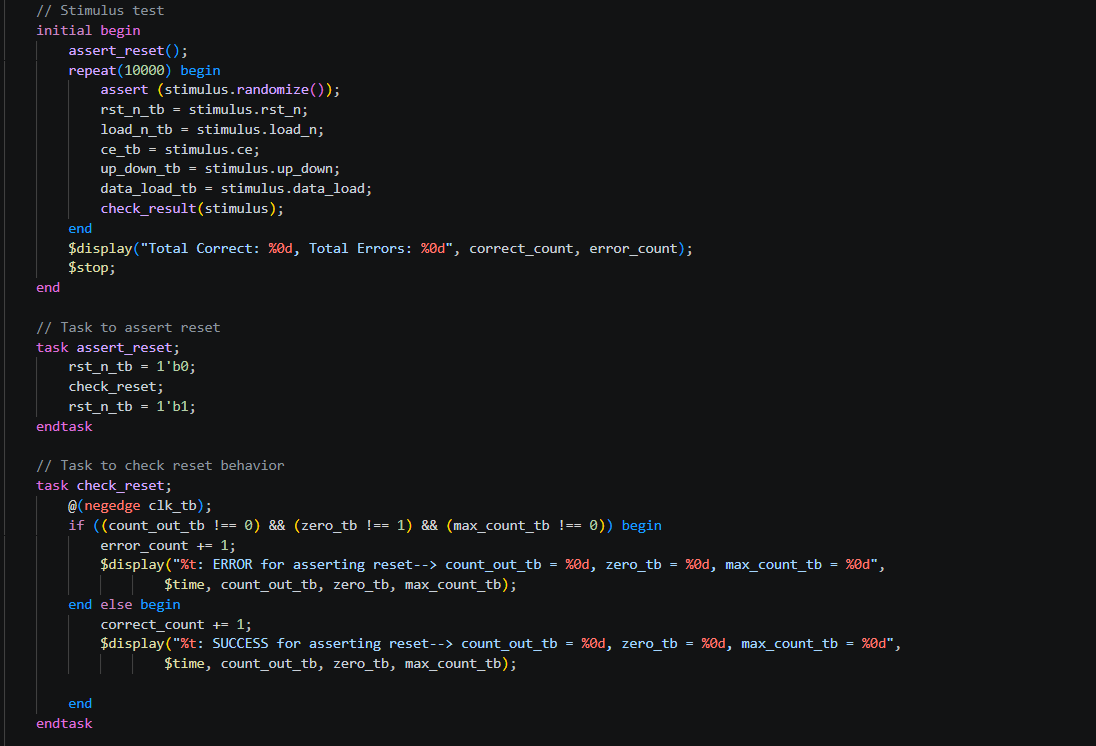 // Stimulus test
initial begin
assert_reset();
repeat(10000) begin
assert (stimulus.randomize());
rst_n_tb = stimulus.rst_n;
load_n_tb = stimulus.load_n;
ce_tb = stimulus.ce;
up_down_tb = stimulus.up_down;
data_load_tb = stimulus.data_load;
check_result(stimulus);
end
$display("Total Correct: %0d, Total Errors: %0d", correct_count, error_count);
$stop;
end
// Task to assert reset
task assert_reset;
rst_n_tb = 1'b0;
check_reset;
rst_n_tb = 1'b1;
endtask
// Task to check reset behavior
task check_reset;
@(negedge clk_tb);
if ((count_out_tb !== 0) && (zero_tb !== 1) && (max_count_tb !== 0)) begin
error_count += 1;
$display("%t: ERROR for asserting reset--> count_out_tb = %0d, zero_tb = %0d, max_count_tb = %0d",
$time, count_out_tb, zero_tb, max_count_tb);
end else begin
correct_count += 1;
$display("%t: SUCCESS for asserting reset--> count_out_tb = %0d, zero_tb = %0d, max_count_tb = %0d",
$time, count_out_tb, zero_tb, max_count_tb);
end
endtask